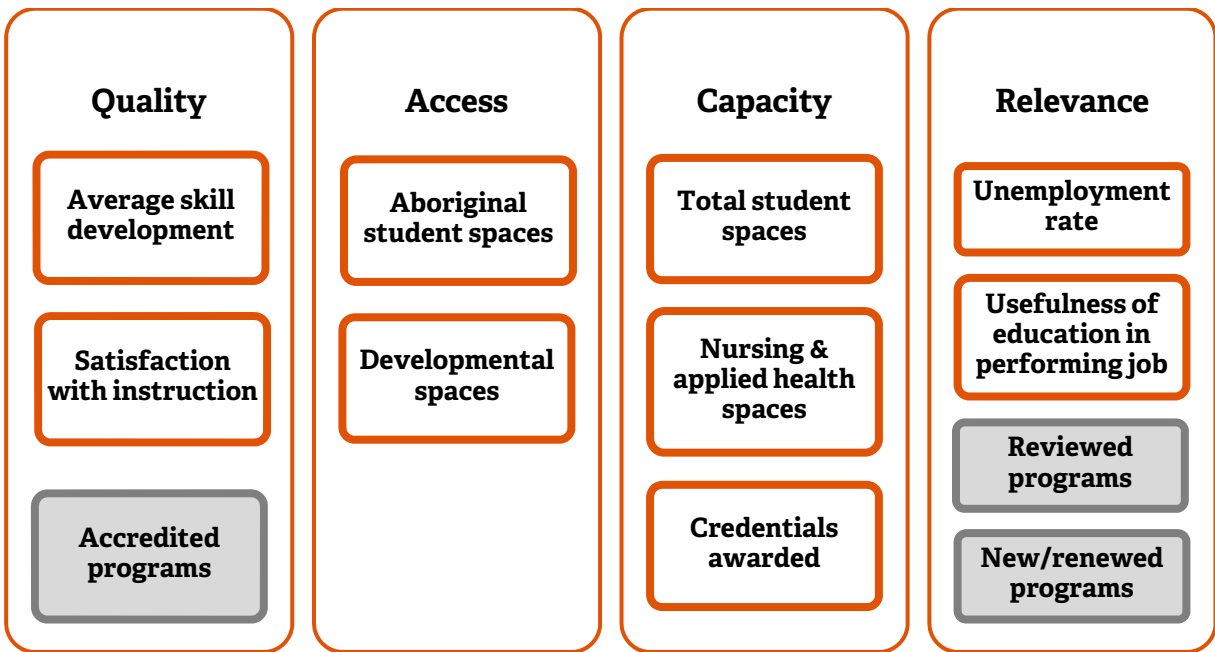 Quality
Average skill
development
Satisfaction
with instruction
Accredited
programs
Access
Aboriginal
student spaces
Developmental
spaces
Capacity
Total student
spaces
Nursing &
applied health
spaces
Credentials
awarded
Relevance
Unemployment
rate
Usefulness of
education in
performing job
Reviewed
programs
New/renewed
programs